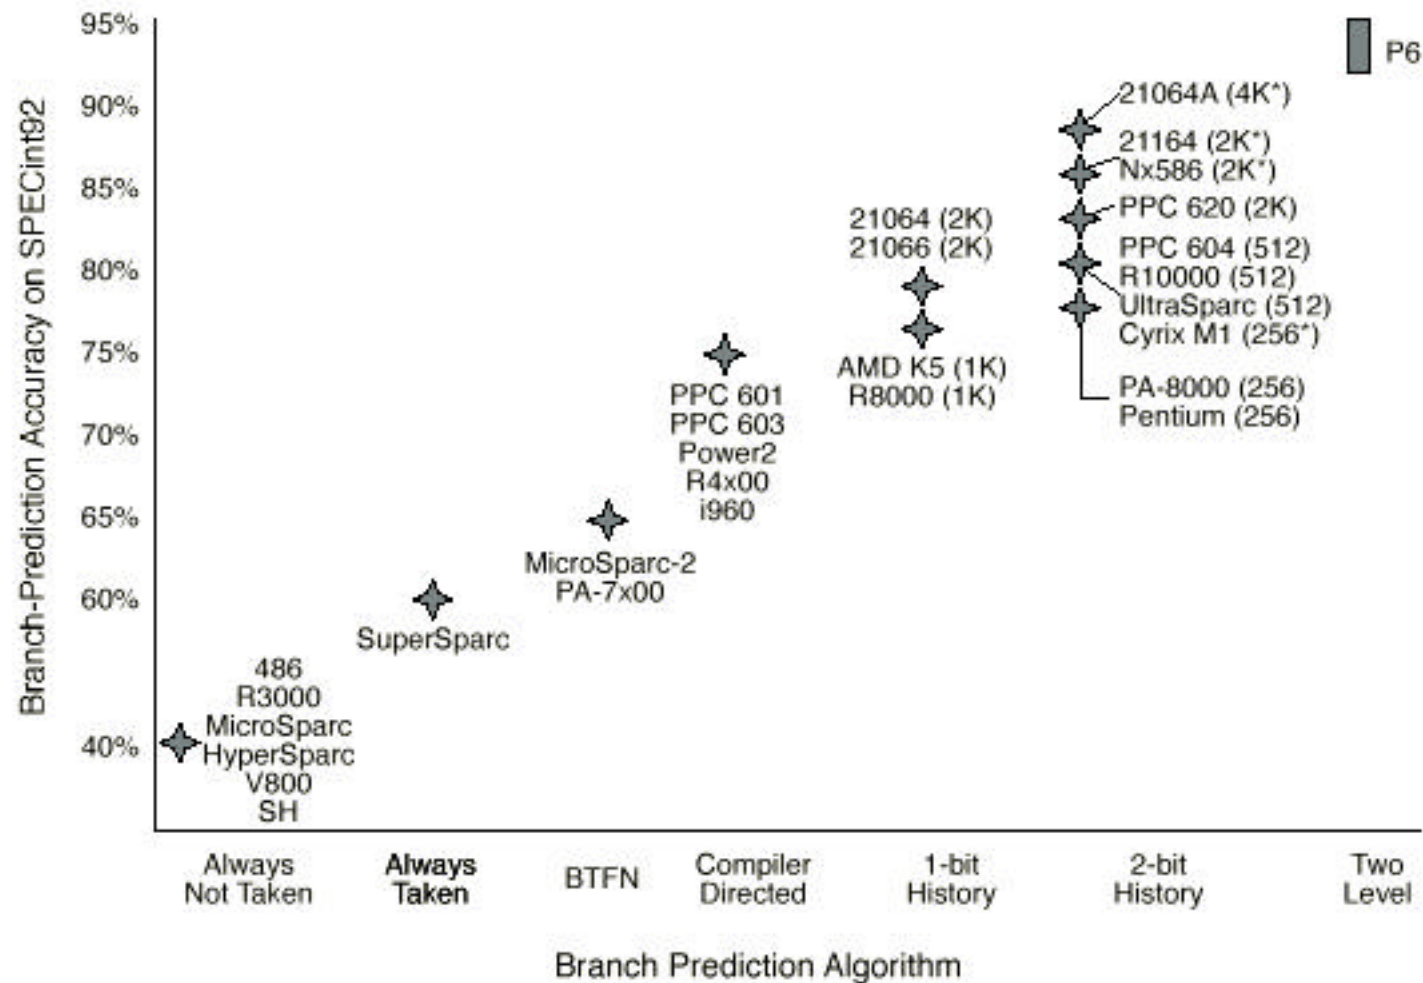 95%
90%
85%
80%
75%
70%
65%
60%
40%
Branch-Prediction Accuracy on SPECint92
P6
21064A (4K*)
21164 (2K*)
Nx586 (2K*)
PPC 620 (2K)
PPC 604 (512)
R10000 (512)
UltraSparc (512)
Cyrix M1 (256*)
PA-8000 (256)
Pentium (256)
21064 (2K)
21066 (2K)
AMD K5 (1K)
R8000 (1K)
PPC 601
PPC 603
Power2
R4x00
i960
MicroSparc-2
PA-7x00
SuperSparc
486
R3000
MicroSparc
HyperSparc
V800
SH
Always
Not Taken
Always
Taken
BTFN
Compiler
Directed
1-bit
History
2-bit
History
Two
Level
Branch Prediction Algorithm